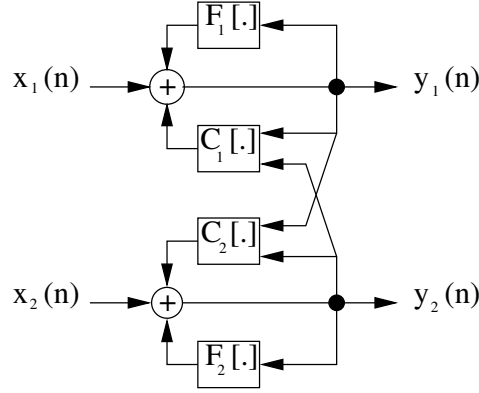 F₁[.]
x₁(n) + y₁(n)
C₁[.]
C₂[.]
x₂(n) + y₂(n)
F₂[.]